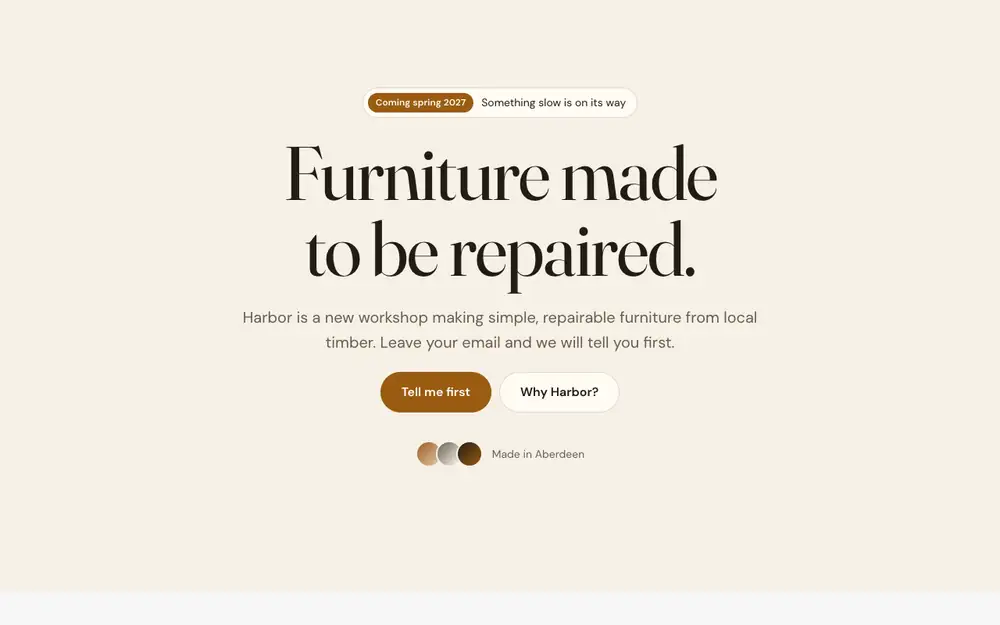 Coming spring 2027 Something slow is on its way
Furniture made
to be repaired.
Harbor is a new workshop making simple, repairable furniture from local
timber. Leave your email and we will tell you first.
Tell me first Why Harbor?
Made in Aberdeen